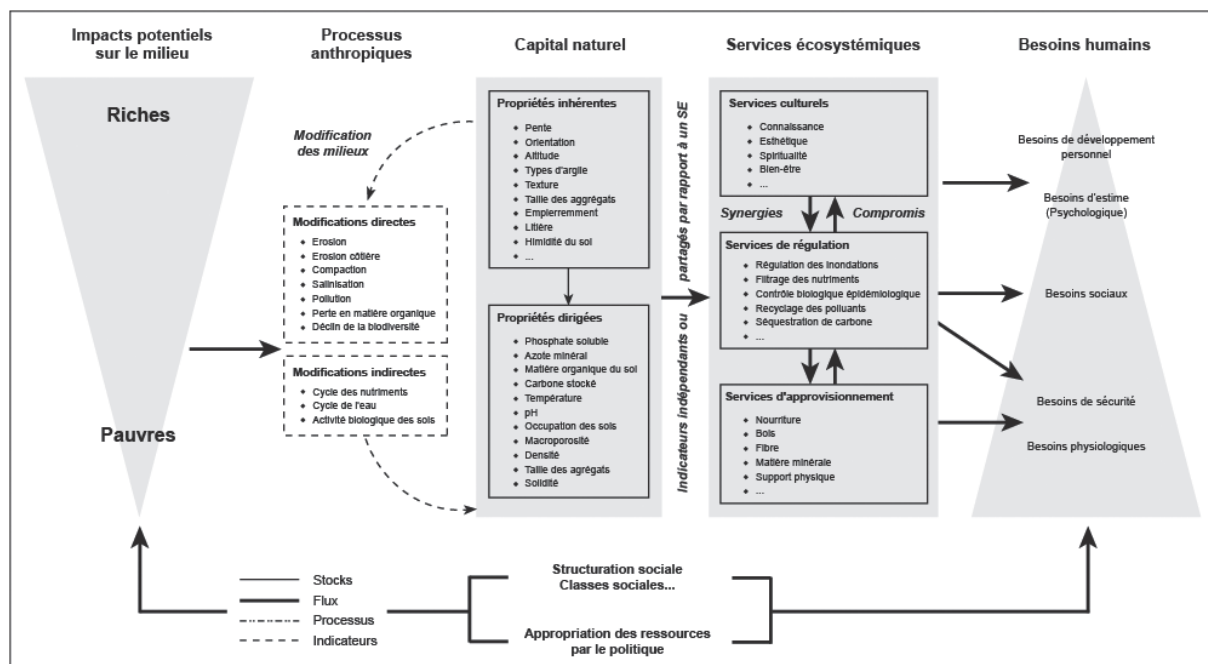 Impacts potentiels
sur le milieu
Riches
Pauvres
Processus
anthropiques
Modification
des milieux
Modifications directes
Erosion
Erosion côtière
Compaction
Salinisation
Pollution
Perte en matière organique
Déclin de la biodiversité
Modifications indirectes
Cycle des nutriments
Cycle de l'eau
Activité biologique des sols
Capital naturel
Propriétés inhérentes
Pente
Orientation
Altitude
Types d'argile
Texture
Taille des aggrégats
Empierremment
Litière
Himidité du sol
...
Propriétés dirigées
Phosphate soluble
Azote minéral
Matière organique du sol
Carbone stocké
Température
pH
Occupation des sols
Macroporosité
Densité
Taille des agrégats
Solidité
Indicateurs indépendants ou partagés par rapport à un SE
Services écosystémiques
Services culturels
Connaissance
Esthétique
Spiritualité
Bien-être
...
Synergies
Compromis
Services de régulation
Régulation des inondations
Filtrage des nutriments
Contrôle biologique épidémiologique
Recyclage des polluants
Séquestration de carbone
...
Services d'approvisionnement
Nourriture
Bois
Fibre
Matière minérale
Support physique
...
Besoins humains
Besoins de développement
personnel
Besoins d'estime
(Psychologique)
Besoins sociaux
Besoins de sécurité
Besoins physiologiques
Stocks
Flux
Processus
Indicateurs
Structuration sociale
Classes sociales...
Appropriation des ressources
par le politique